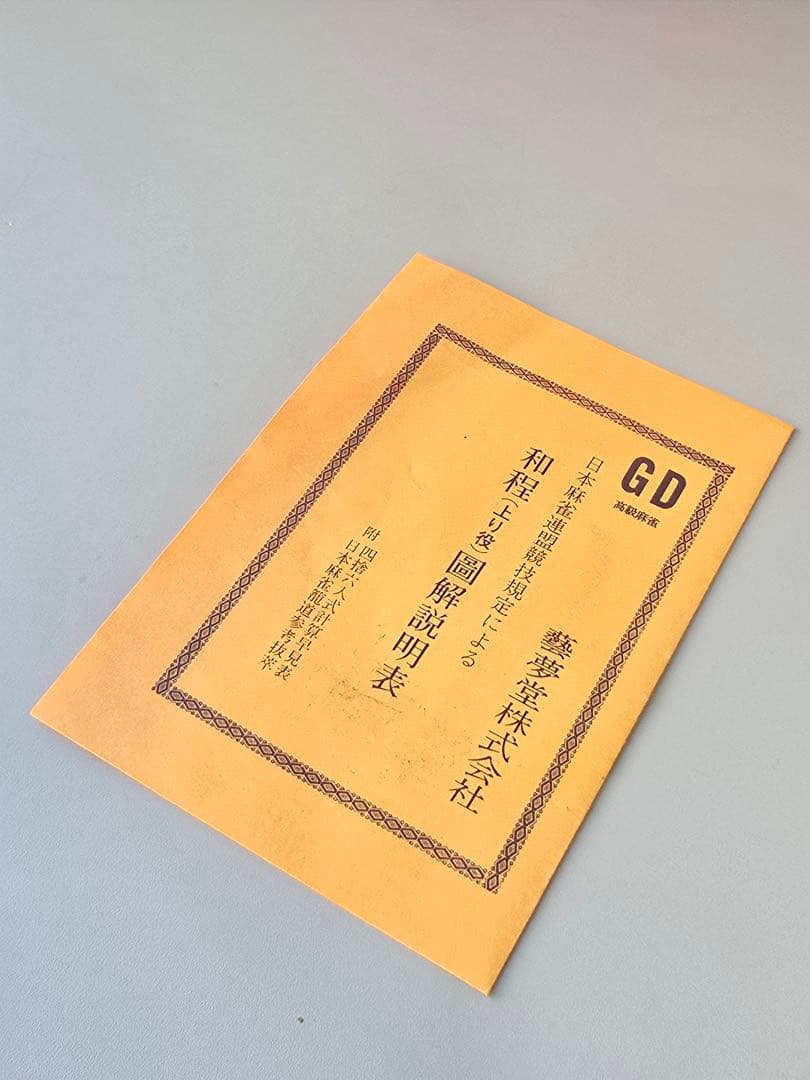 GD
高級麻雀
日本麻雀連盟競技規定による
和程(上り役)圖解説明表
附 四捨六入式計算早見表
日本麻雀龍道参考抜萃
藝夢堂株式会社